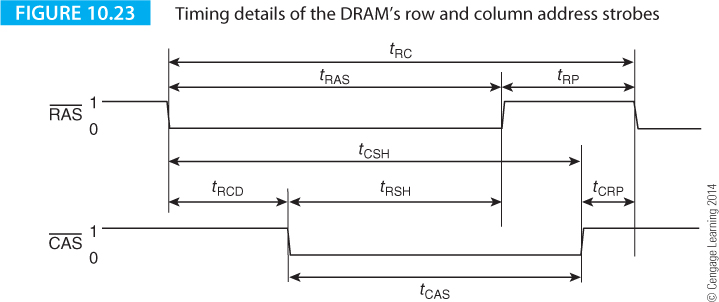 FIGURE 10.23 Timing details of the DRAM's row and column address strobes
tRC
tRAS tRP
RAS 1
0
tCSH
tRCD tRSH tCRP
CAS 1
0
tCAS
© Cengage Learning 2014